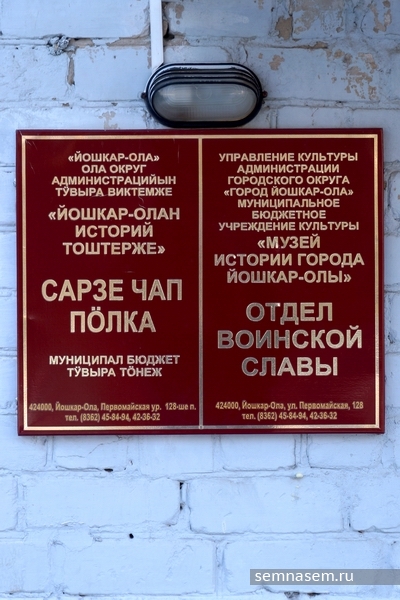 «ЙОШКАР-ОЛА»
ОЛА ОКРУГ
АДМИНИСТРАЦИЙЫН
ТӰВЫРА ВИКТЕМЖЕ
«ЙОШКАР-ОЛАН
ИСТОРИЙ
ТОШТЕРЖЕ»
САРЗЕ ЧАП
ПӦЛКА
МУНИЦИПАЛ БЮДЖЕТ
ТӰВЫРА ТӦНЕЖ
424000, Йошкар-Ола, Первомайская ур. 128-ше п.
тел. (8362) 45-84-94, 42-36-32
УПРАВЛЕНИЕ КУЛЬТУРЫ
АДМИНИСТРАЦИИ
ГОРОДСКОГО ОКРУГА
«ГОРОД ЙОШКАР-ОЛА»
МУНИЦИПАЛЬНОЕ
БЮДЖЕТНОЕ
УЧРЕЖДЕНИЕ КУЛЬТУРЫ
«МУЗЕЙ
ИСТОРИИ ГОРОДА
ЙОШКАР-ОЛЫ»
ОТДЕЛ
ВОИНСКОЙ
СЛАВЫ
424000, Йошкар-Ола, ул. Первомайская, 128
тел. (8362) 45-84-94, 42-36-32
semnasem.ru